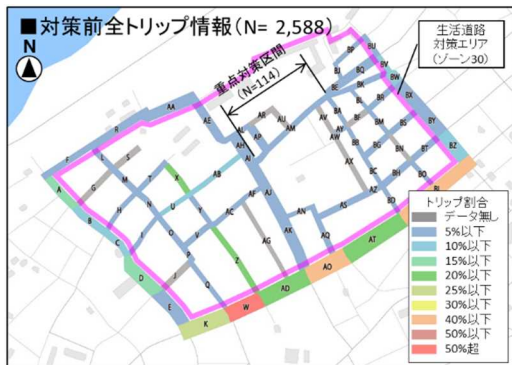 ■対策前全トリップ情報(N= 2,588)
N
重点対策区間
(N=114)
生活道路
対策エリア
(ゾーン30)
AA
R
F
L
S
A
G
M
T
B
H
N
U
X
AB
C
I
O
V
Y
AC
AF
D
J
P
E
Q
Z
AG
K
W
AD
AO
AT
AE
AL
AR
AU
AH
AP
AM
AI
AJ
AK
AN
AQ
AS
AV
AW
AX
AZ
BA
BB
BC
BD
BE
BF
BG
BH
BJ
BK
BL
BM
BN
BO
BP
BQ
BR
BS
BT
BU
BV
BW
BX
BY
BZ
トリップ割合
データ無し
5%以下
10%以下
15%以下
20%以下
25%以下
30%以下
40%以下
50%以下
50%超